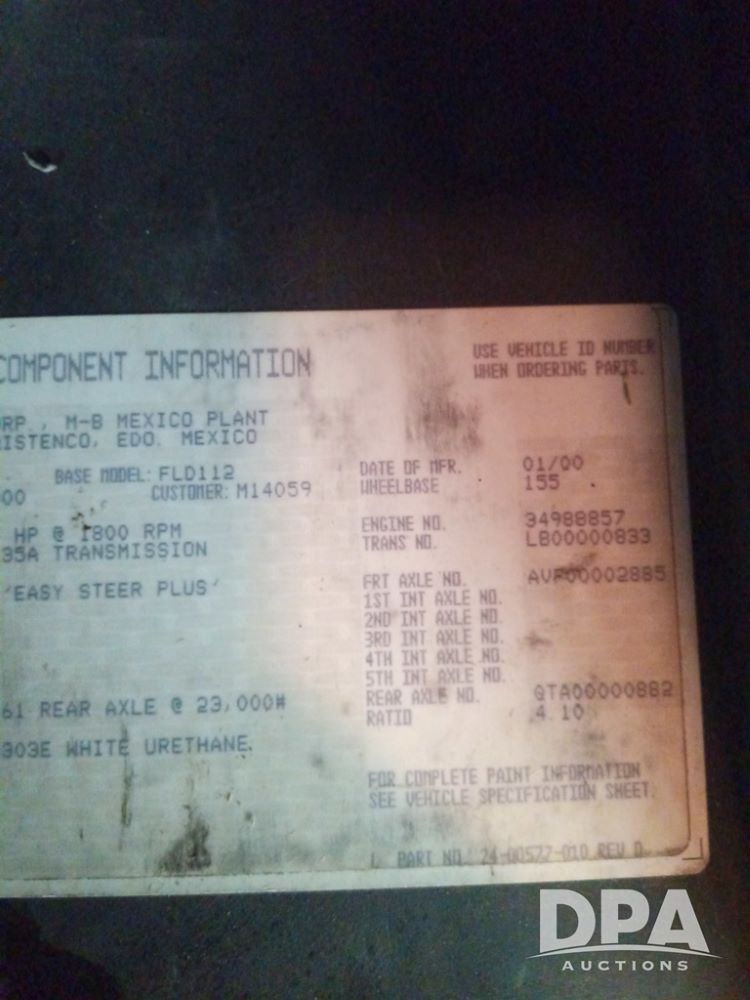 COMPONENT INFORMATION
USE VEHICLE ID NUMBER
WHEN ORDERING PARTS.
RP., M-B MEXICO PLANT
ISTENCO, EDO. MEXICO
BASE MODEL: FLD112
00 CUSTOMER: M14059
DATE OF MFR. 01/00
WHEELBASE 155
HP @ 1800 RPM
35A TRANSMISSION
ENGINE NO. 34988857
TRANS NO. LB00000833
'EASY STEER PLUS'
FRT AXLE NO. AVF00002885
1ST INT AXLE NO.
2ND INT AXLE NO.
3RD INT AXLE NO.
4TH INT AXLE NO.
5TH INT AXLE NO.
61 REAR AXLE @ 23,000#
REAR AXLE NO. QTA00000882
RATIO 4.10
303E WHITE URETHANE.
FOR COMPLETE PAINT INFORMATION
SEE VEHICLE SPECIFICATION SHEET.
PART NO. 24-00577-010 REV D
DPA
AUCTIONS